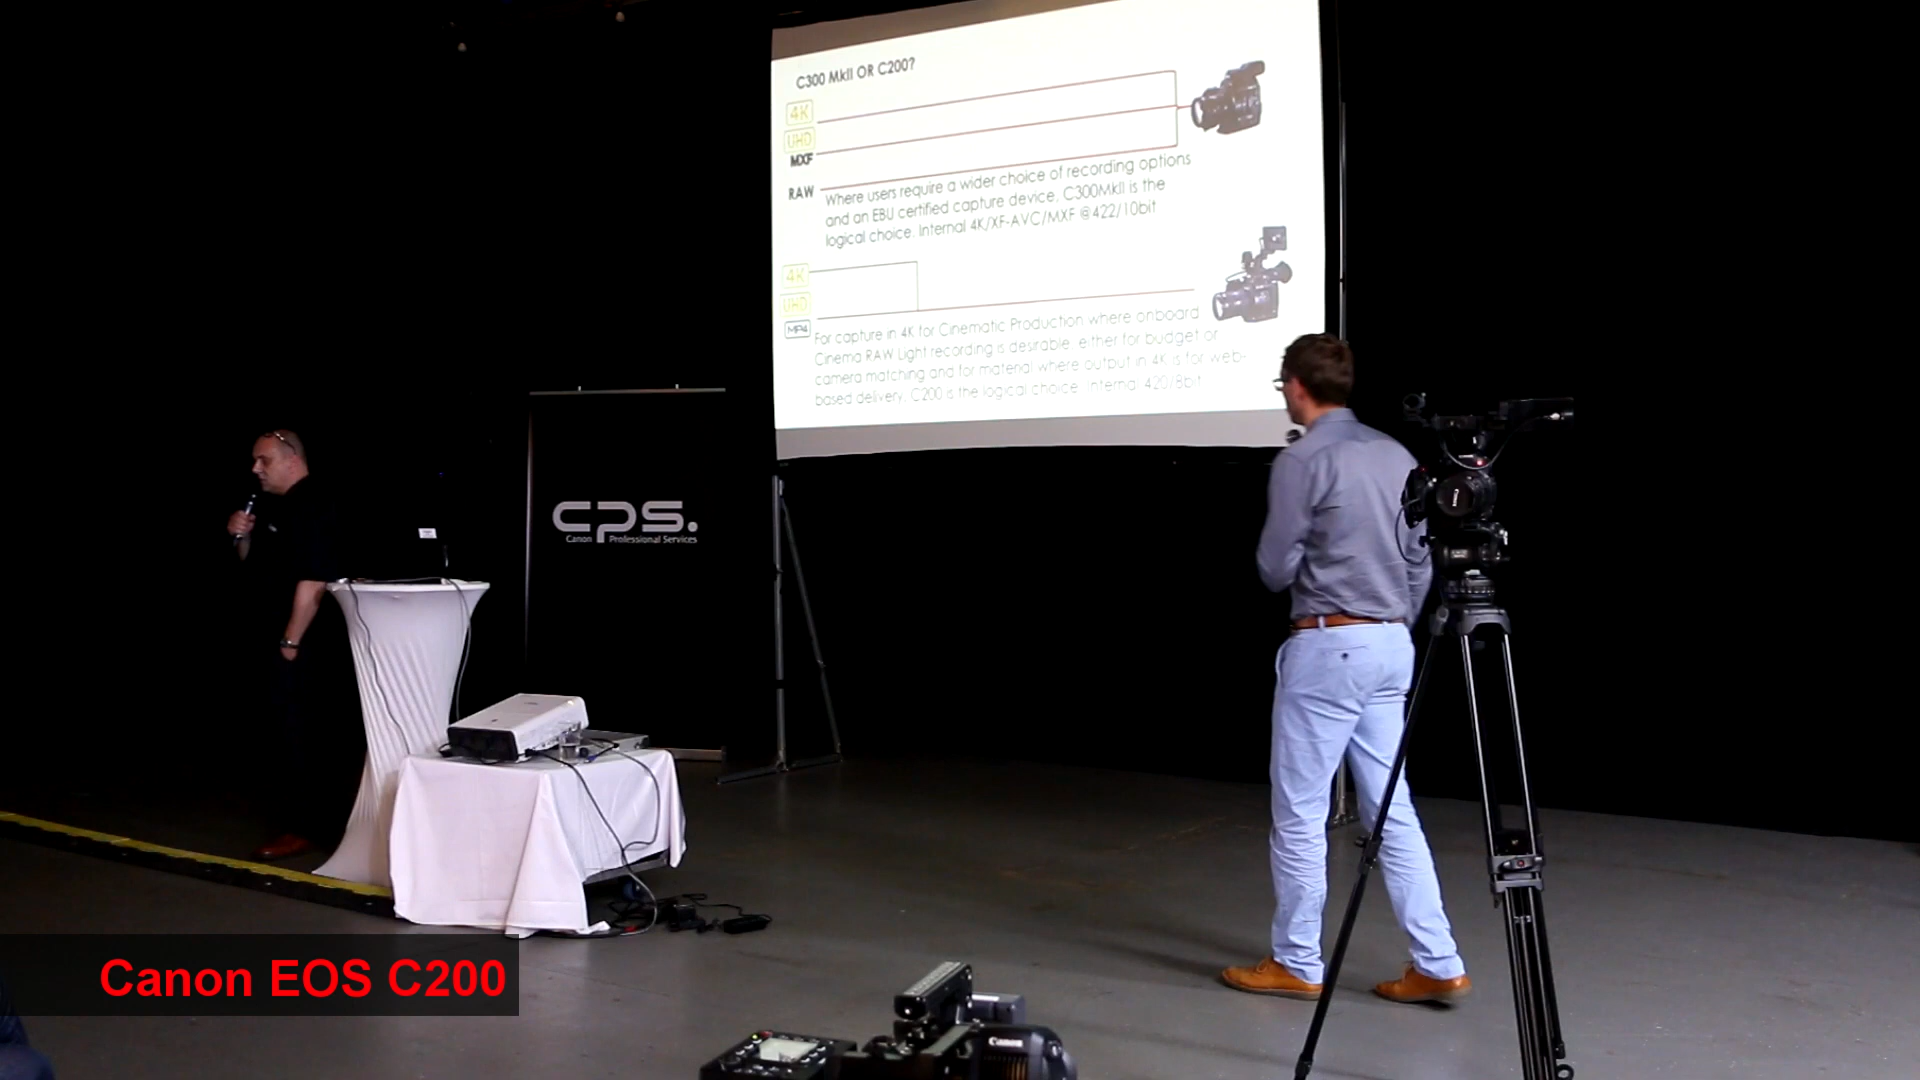 C300 MkII OR C200?
4K
UHD
MXF
RAW
Where users require a wider choice of recording options
and an EBU certified capture device, C300MkII is the
logical choice. Internal 4K/XF-AVC/MXF @422/10bit
4K
UHD
MP4
For capture in 4K for Cinematic Production where onboard
Cinema RAW Light recording is desirable, either for budget or
camera matching and for material where output in 4K is for web-
based delivery, C200 is the logical choice. Internal 420/8bit
cps.
Canon Professional Services
Canon EOS C200
Canon